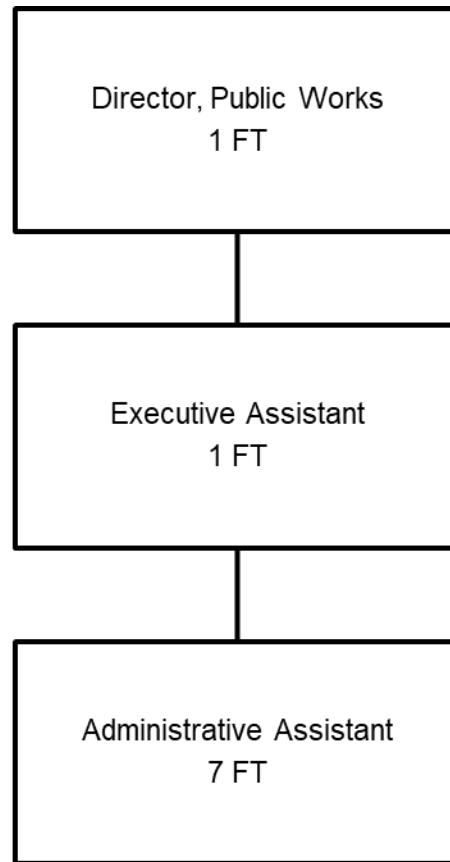 Director, Public Works
1 FT
Executive Assistant
1 FT
Administrative Assistant
7 FT